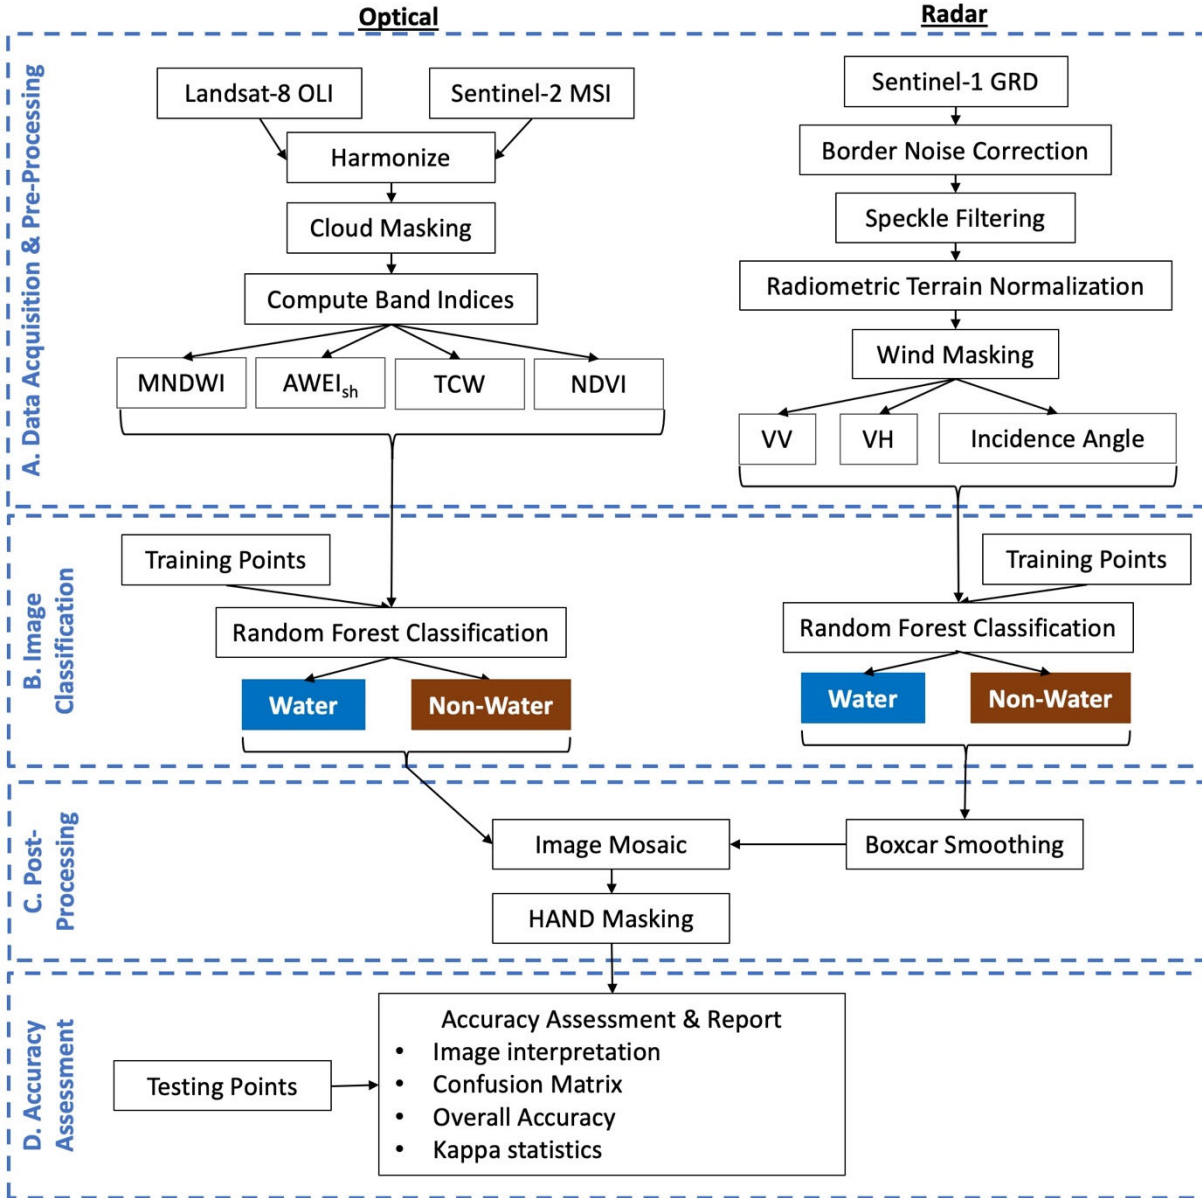 Optical
Radar
A. Data Acquisition & Pre-Processing
Landsat-8 OLI
Sentinel-2 MSI
Harmonize
Cloud Masking
Compute Band Indices
MNDWI
AWEIsh
TCW
NDVI
Sentinel-1 GRD
Border Noise Correction
Speckle Filtering
Radiometric Terrain Normalization
Wind Masking
VV
VH
Incidence Angle
B. Image
Classification
Training Points
Random Forest Classification
Water
Non-Water
Training Points
Random Forest Classification
Water
Non-Water
C. Post-
Processing
Image Mosaic
Boxcar Smoothing
HAND Masking
D. Accuracy
Assessment
Testing Points
Accuracy Assessment & Report
• Image interpretation
• Confusion Matrix
• Overall Accuracy
• Kappa statistics